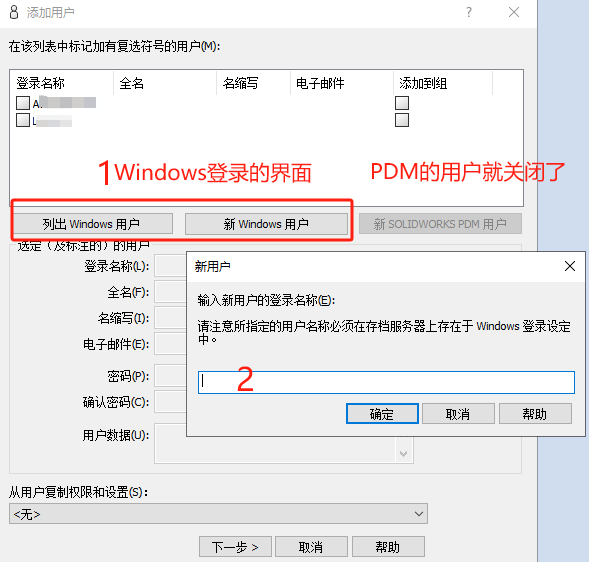 添加用户
?
在该列表中标记加有复选符号的用户(M):
登录名称 全名 名缩写 电子邮件 添加到组
A.
L
1 Windows登录的界面 PDM的用户就关闭了
列出 Windows 用户 新 Windows 用户 新 SOLIDWORKS PDM 用户
选定（及标注的）的用户
登录名称(L):
全名(F):
名缩写(I):
电子邮件(E):
密码(P):
确认密码(C):
用户数据(U):
新用户
输入新用户的登录名称(E):
请注意所指定的用户名称必须在存档服务器上存在于 Windows 登录设定
中。
2
确定 取消 帮助
从用户复制权限和设置(S):
<无>
下一步 > 取消 帮助